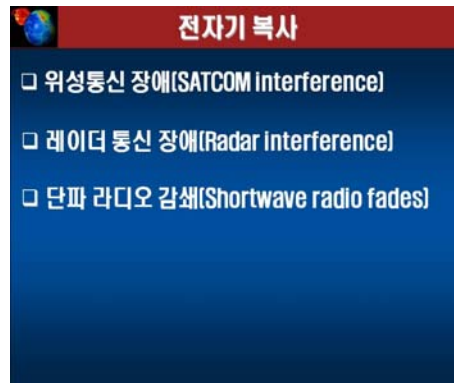 전자기 복사
❑ 위성통신 장애(SATCOM interference)
❑ 레이더 통신 장애(Radar interference)
❑ 단파 라디오 감쇄(Shortwave radio fades)